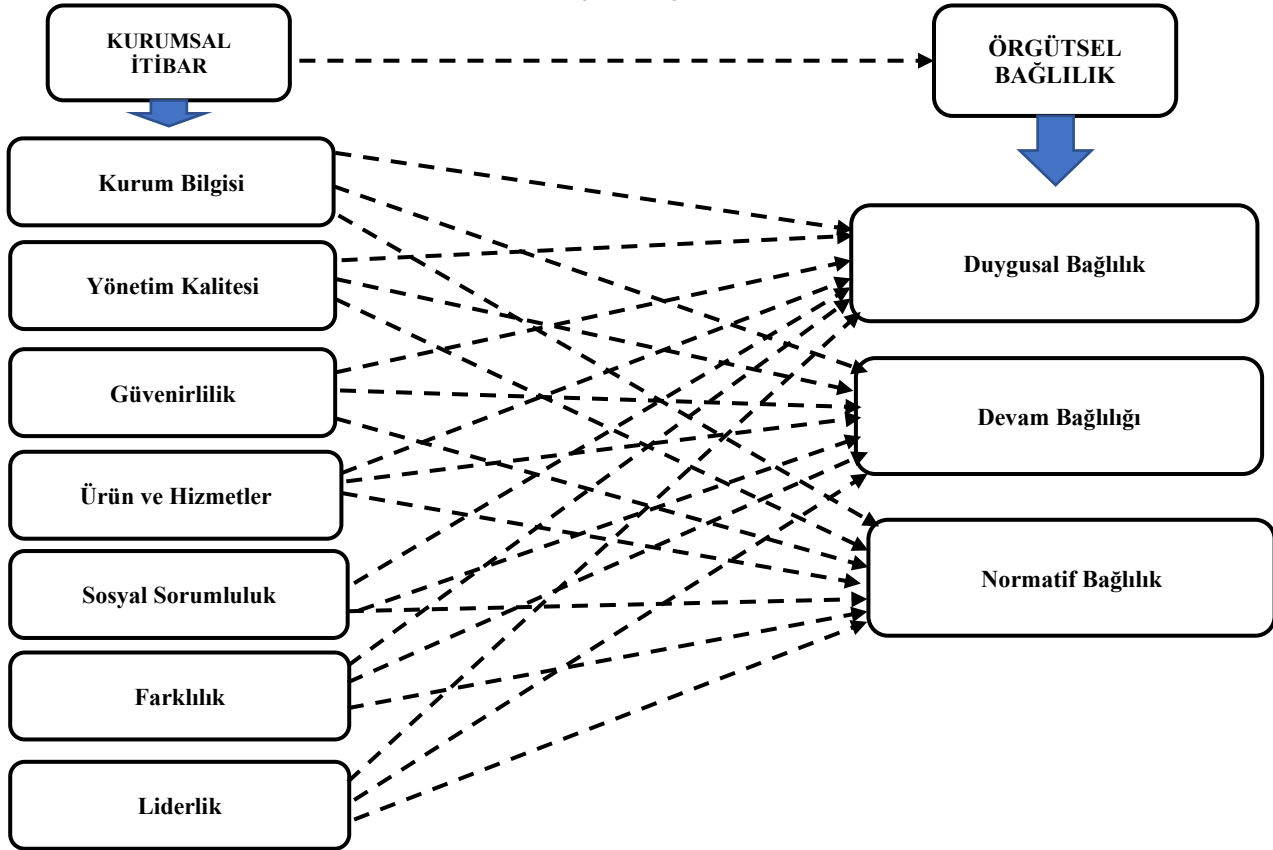 KURUMSAL
İTİBAR
ÖRGÜTSEL
BAĞLILIK
Kurum Bilgisi
Yönetim Kalitesi
Güvenirlilik
Ürün ve Hizmetler
Sosyal Sorumluluk
Farklılık
Liderlik
Duygusal Bağlılık
Devam Bağlılığı
Normatif Bağlılık